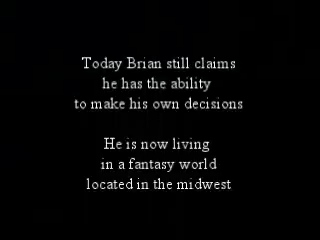 Today Brian still claims
he has the ability
to make his own decisions
He is now living
in a fantasy world
located in the midwest